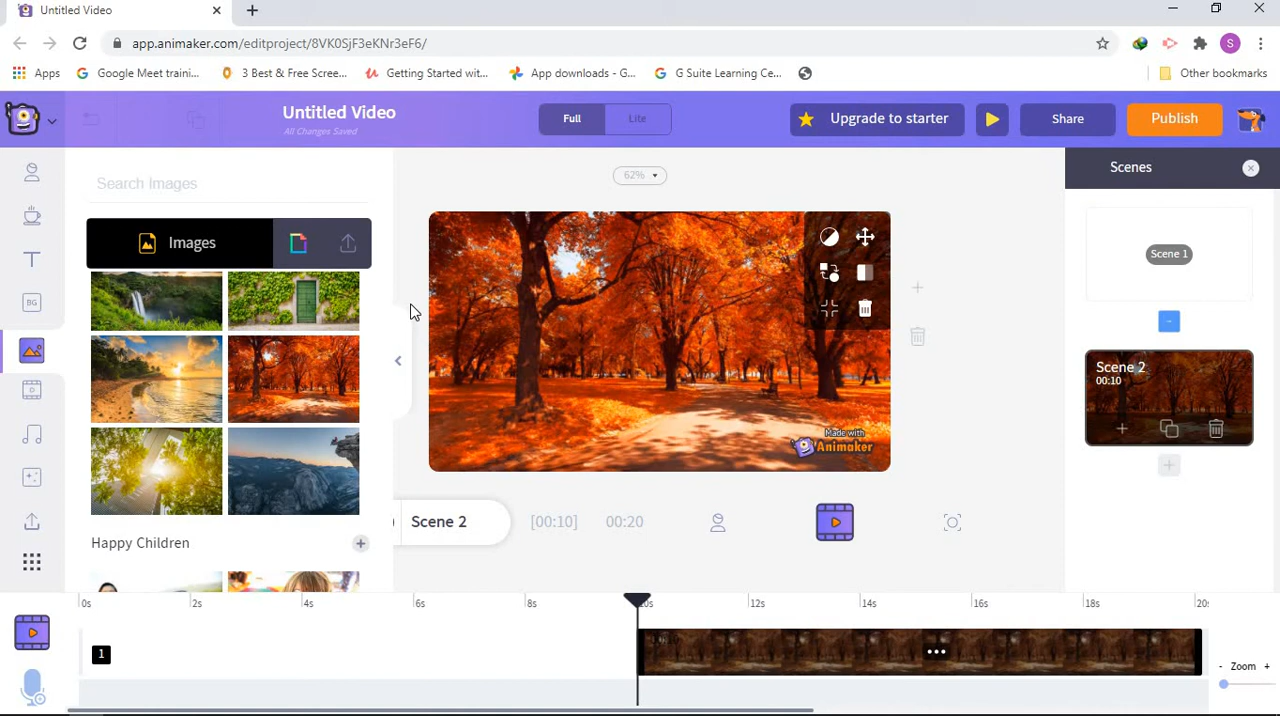 Untitled Video
app.animaker.com/editproject/8VK0SjF3eKNr3eF6/
S
Apps
Google Meet traini...
3 Best & Free Scree...
Getting Started wit...
App downloads - G...
G Suite Learning Ce...
Other bookmarks
Untitled Video
All Changes Saved
Full
Lite
Upgrade to starter
Share
Publish
Search Images
62%
Scenes
Images
Scene 1
T
BG
Scene 2
00:10
Made with
Animaker
Scene 2
[00:10]
00:20
Happy Children
0s
2s
4s
6s
8s
10s
12s
14s
16s
18s
20s
1
- Zoom +